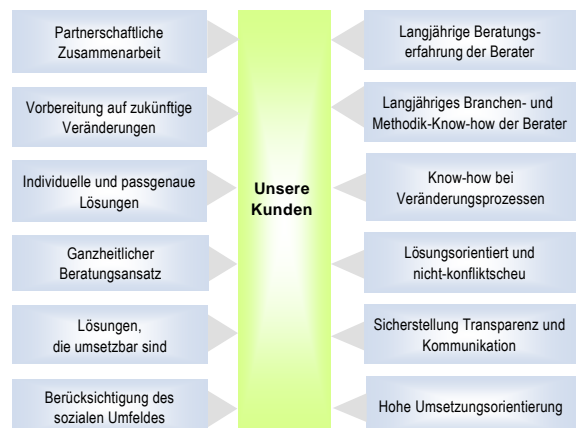 Partnerschaftliche
Zusammenarbeit
Vorbereitung auf zukünftige
Veränderungen
Individuelle und passgenaue
Lösungen
Ganzheitlicher
Beratungsansatz
Lösungen,
die umsetzbar sind
Berücksichtigung des
sozialen Umfeldes
Unsere
Kunden
Langjährige Beratungs-
erfahrung der Berater
Langjähriges Branchen- und
Methodik-Know-how der Berater
Know-how bei
Veränderungsprozessen
Lösungsorientiert und
nicht-konfliktscheu
Sicherstellung Transparenz und
Kommunikation
Hohe Umsetzungsorientierung